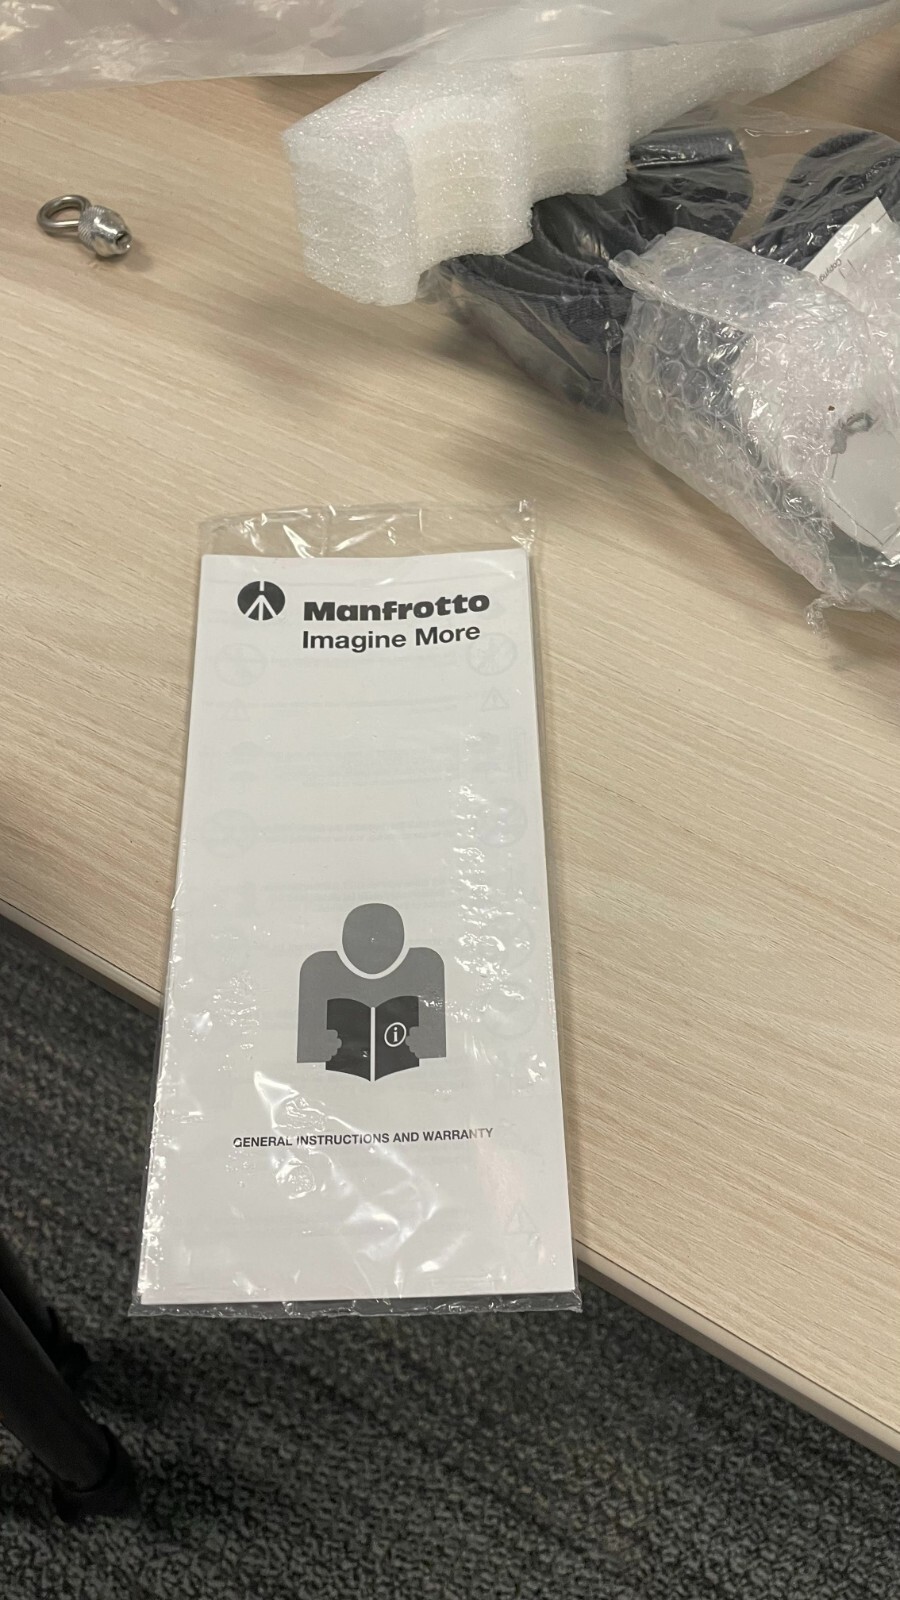 Manfrotto
Imagine More
i
GENERAL INSTRUCTIONS AND WARRANTY